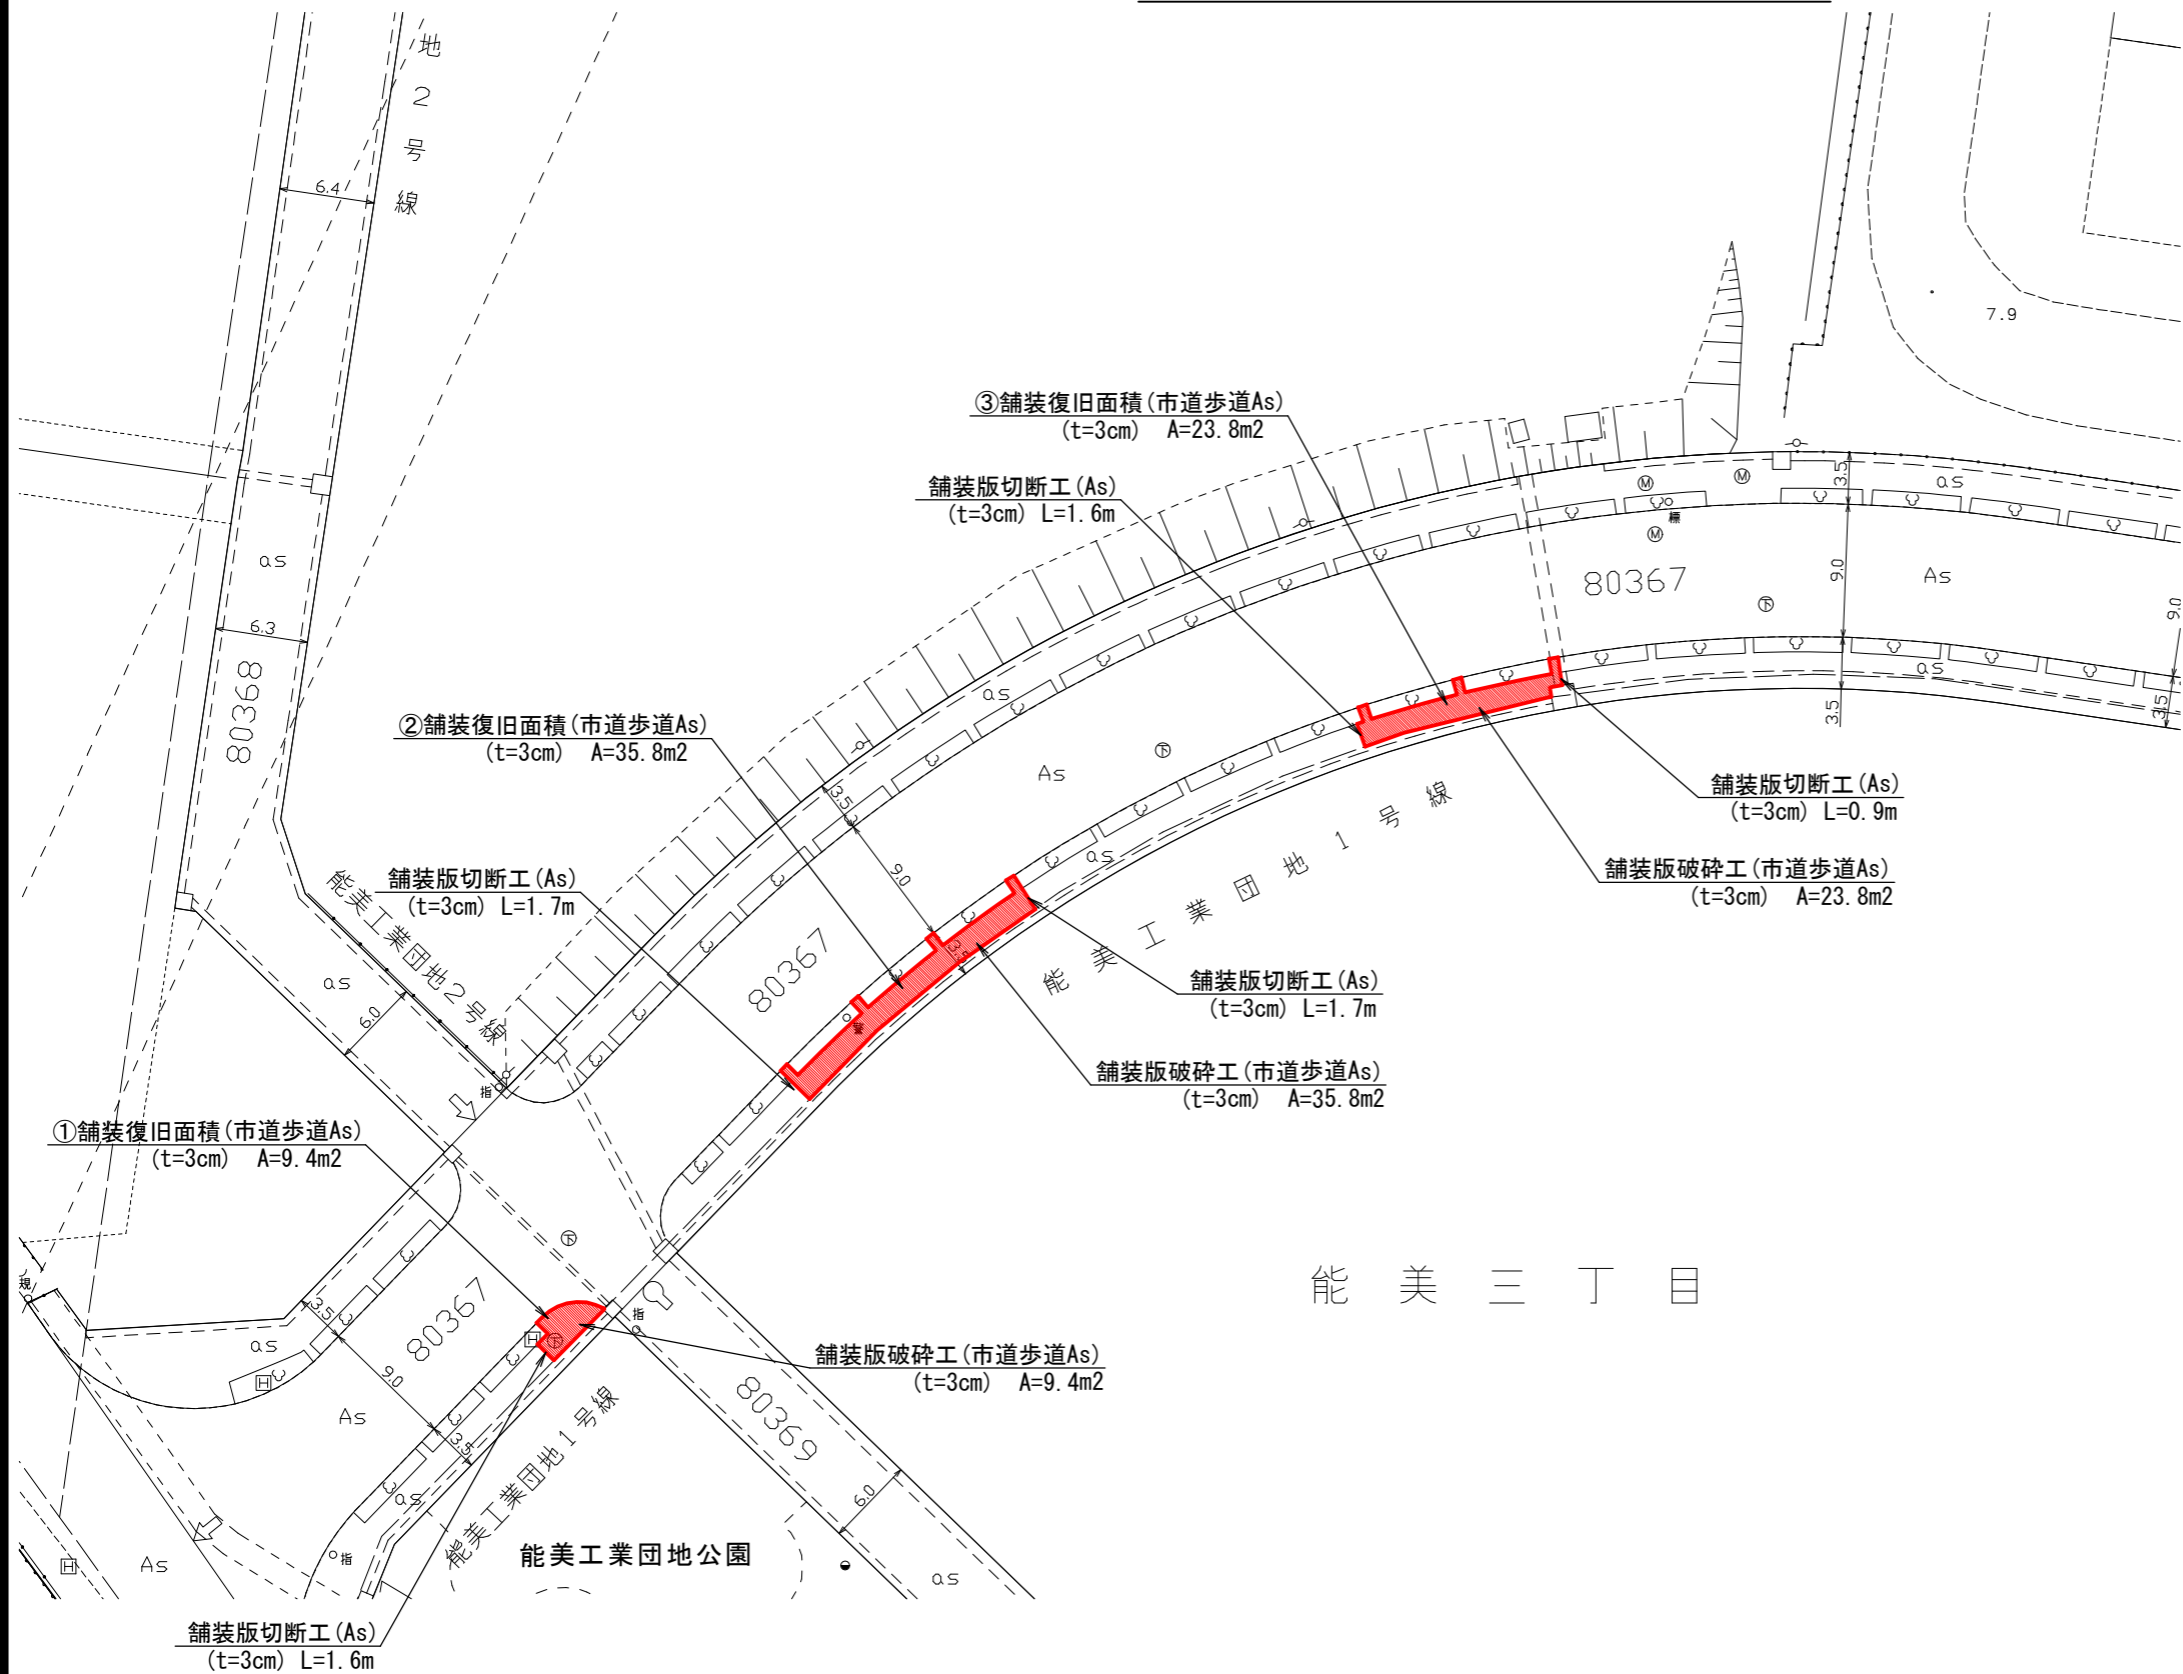 地2号線
6.4
7.9
③舗装復旧面積(市道歩道As)
(t=3cm) A=23.8m2
舗装版切断工(As)
(t=3cm) L=1.6m
3.5
as
Ⓜ
Ⓜ
標
Ⓜ
as
80367
9.0
As
9.0
下
6.3
80368
as
as
3.5
3.5
②舗装復旧面積(市道歩道As)
(t=3cm) A=35.8m2
下
As
3.5
舗装版切断工(As)
(t=3cm) L=0.9m
能美工業団地1号線
舗装版破砕工(市道歩道As)
(t=3cm) A=23.8m2
舗装版切断工(As)
(t=3cm) L=1.7m
9.0
as
能美工業団地2号線
80367
3.5
as
6.0
舗装版切断工(As)
(t=3cm) L=1.7m
舗装版破砕工(市道歩道As)
(t=3cm) A=35.8m2
指
①舗装復旧面積(市道歩道As)
(t=3cm) A=9.4m2
下
規
能美三丁目
3.5
80367
指
as
H
下
舗装版破砕工(市道歩道As)
(t=3cm) A=9.4m2
H
9.0
As
3.5
80369
能美工業団地1号線
as
6.0
指
能美工業団地公園
H
As
as
舗装版切断工(As)
(t=3cm) L=1.6m